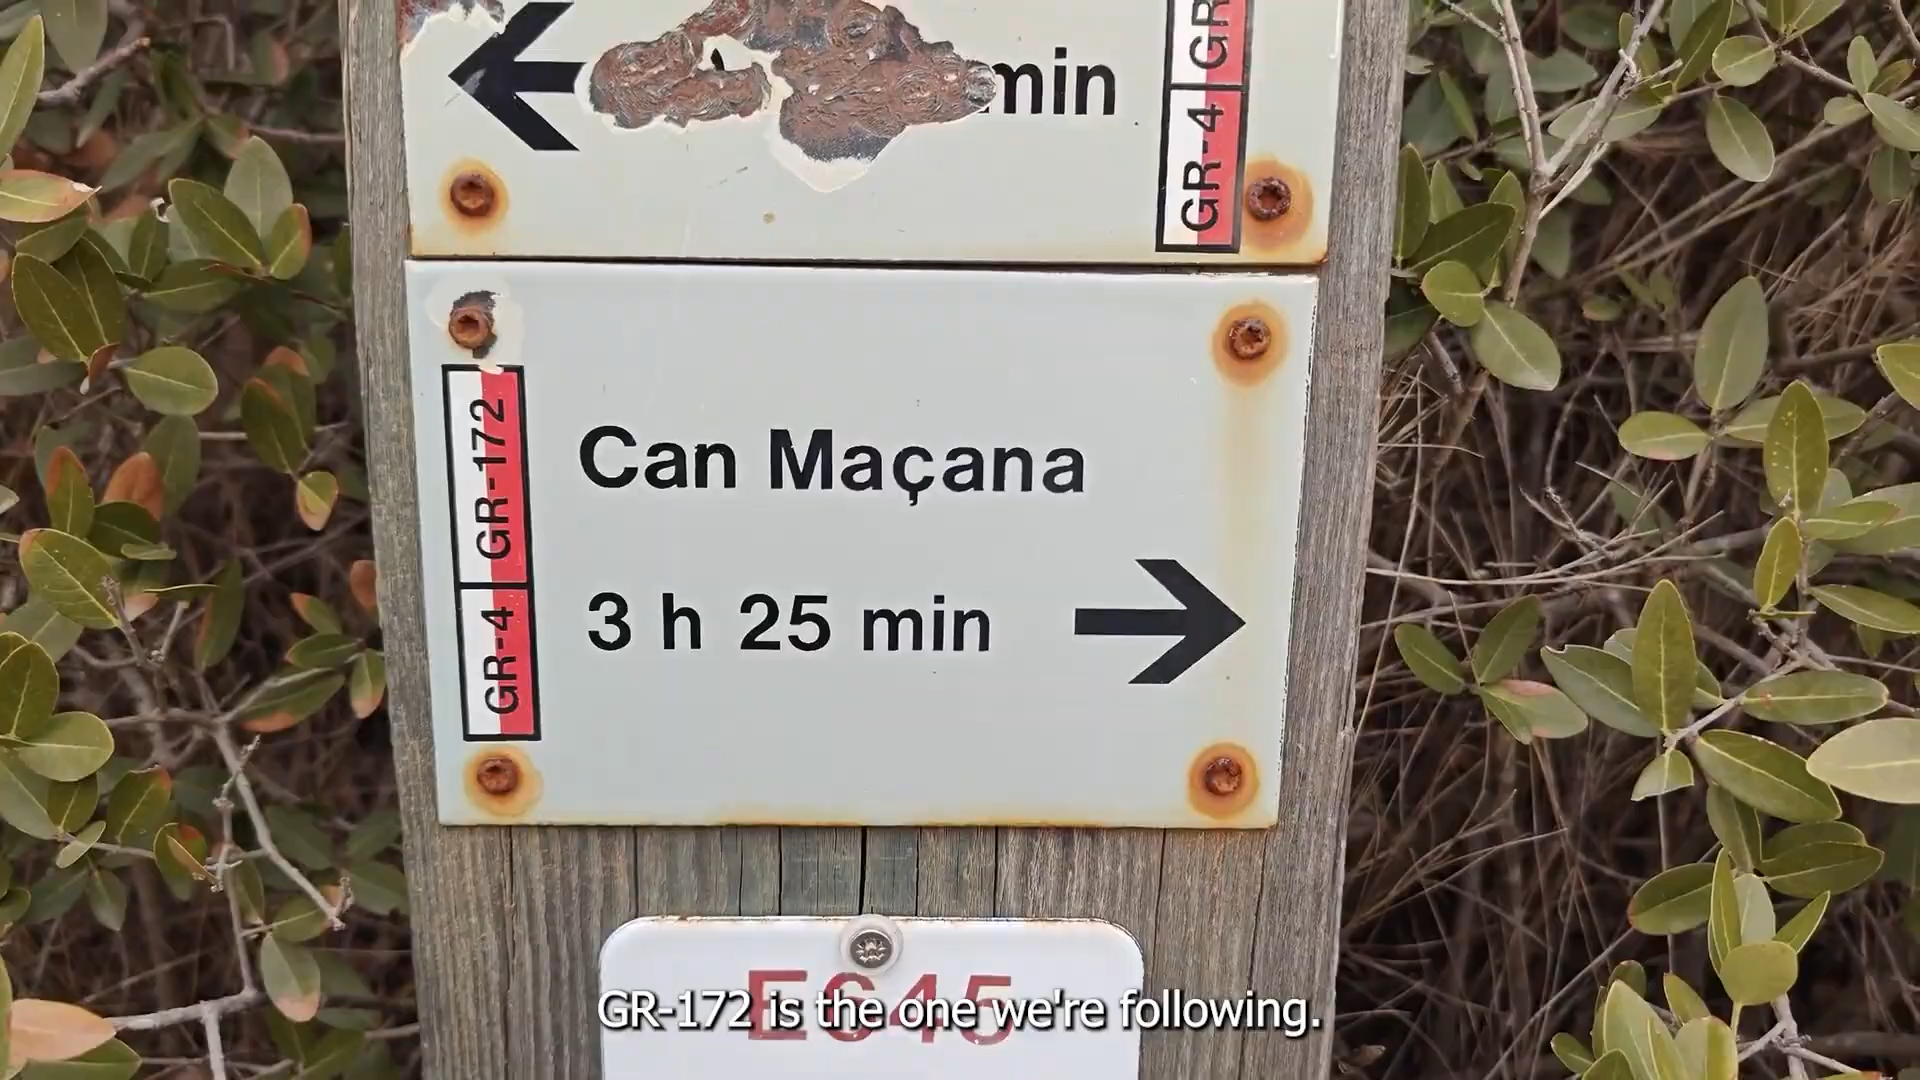 min
GR
GR-4
GR-172
GR-4
Can Maçana
3 h 25 min
E645
GR-172 is the one we're following.